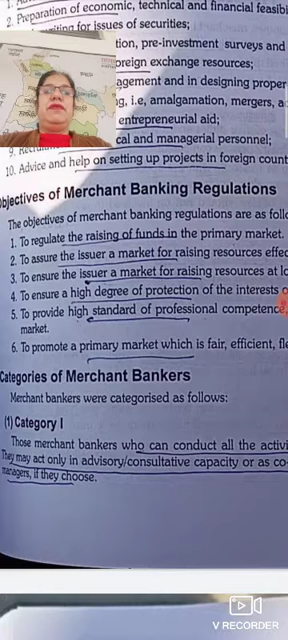 2. Preparation of economic, technical and financial feasibi
for issues of securities;
tion, pre-investment surveys and
oreign exchange resources;
agement and in designing proper
g, i.e, amalgamation, mergers, a
entrepreneurial aid;
cal and managerial personnel;
10. Advice and help on setting up projects in foreign count
bjectives of Merchant Banking Regulations
The objectives of merchant banking regulations are as follo
1. To regulate the raising of funds in the primary market.
2. To assure the issuer a market for raising resources effec
3. To ensure the issuer a market for raising resources at lo
4. To ensure a high degree of protection of the interests o
5. To provide high standard of professional competence,
market.
6. To promote a primary market which is fair, efficient, fle
Categories of Merchant Bankers
Merchant bankers were categorised as follows:
(1) Category I
Those merchant bankers who can conduct all the activi
They may act only in advisory/consultative capacity or as co-
managers, if they choose.
V RECORDER